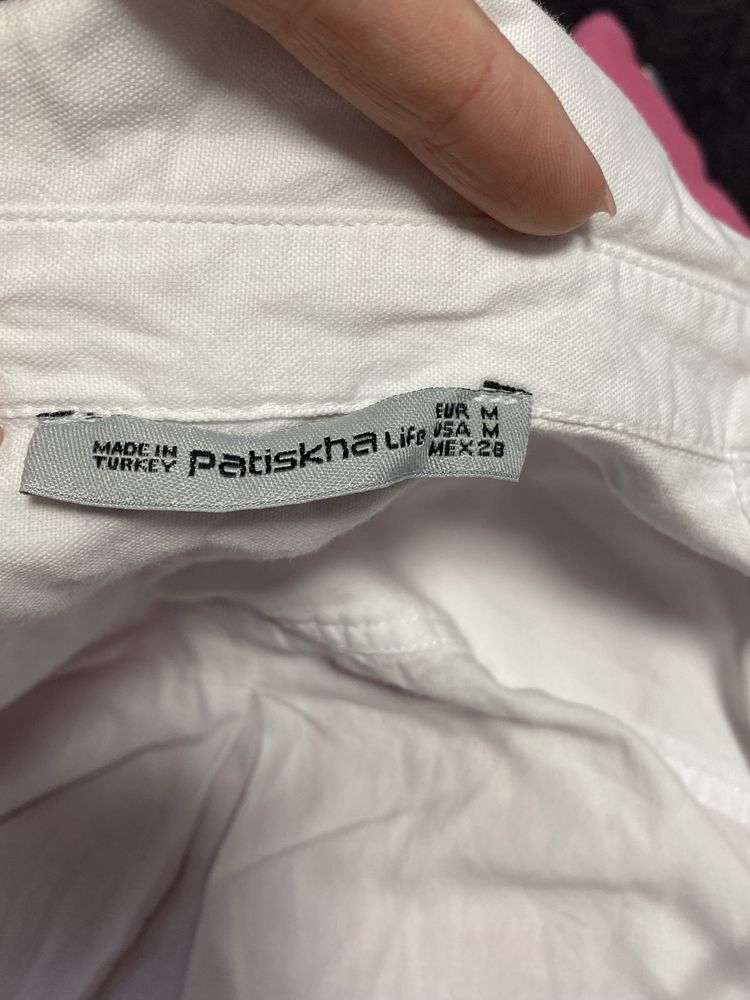 MADE IN
TURKEY
Patiskha Life
EUR M
USA M
MEX 28